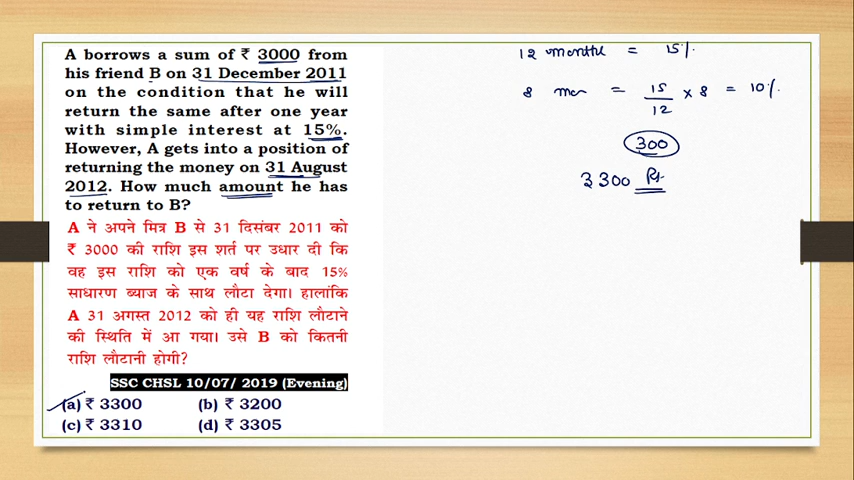 A borrows a sum of ₹ 3000 from
his friend B on 31 December 2011
on the condition that he will
return the same after one year
with simple interest at 15%.
However, A gets into a position of
returning the money on 31 August
2012. How much amount he has
to return to B?
A ने अपने मित्र B से 31 दिसंबर 2011 को
₹ 3000 की राशि इस शर्त पर उधार दी कि
वह इस राशि को एक वर्ष के बाद 15%
साधारण ब्याज के साथ लौटा देगा। हालांकि
A 31 अगस्त 2012 को ही यह राशि लौटाने
की स्थिति में आ गया। उसे B को कितनी
राशि लौटानी होगी?
SSC CHSL 10/07/ 2019 (Evening)
(a) ₹ 3300 (b) ₹ 3200
(c) ₹ 3310 (d) ₹ 3305
12 months = 15%
8 mon = 15/12 × 8 = 10%
300
3300 Rs